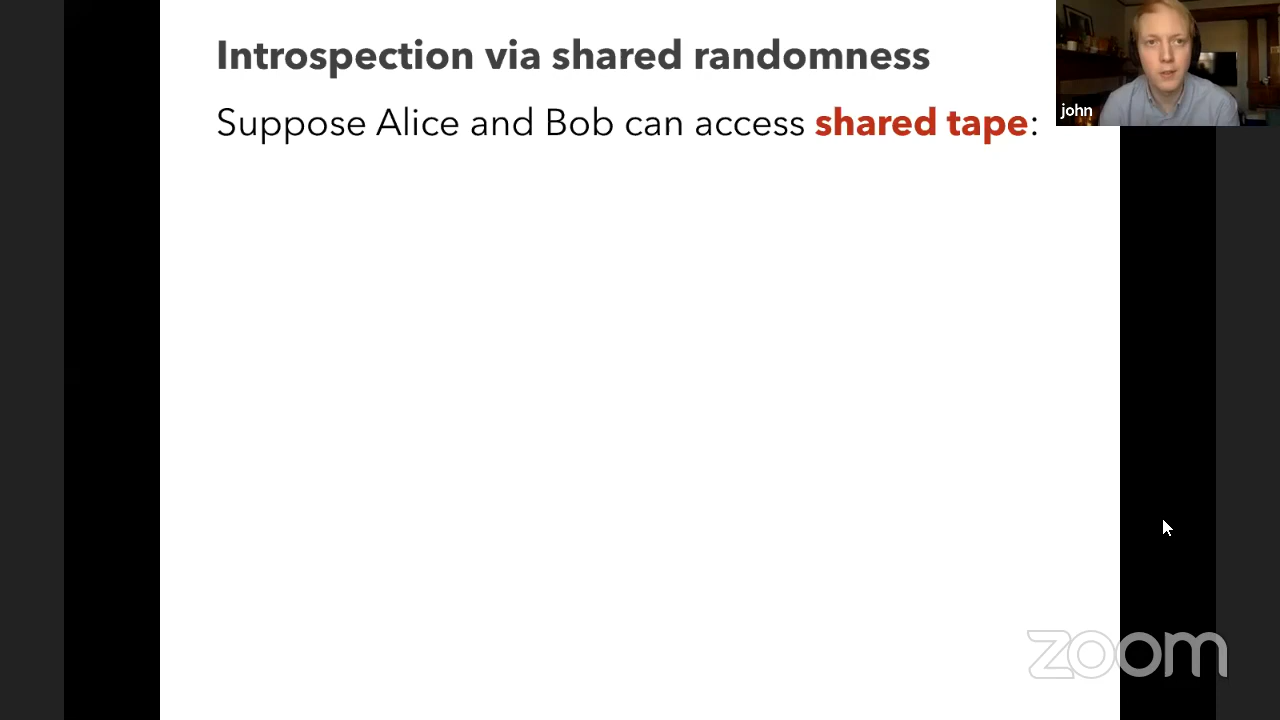 Introspection via shared randomness
Suppose Alice and Bob can access shared tape:
john
zoom